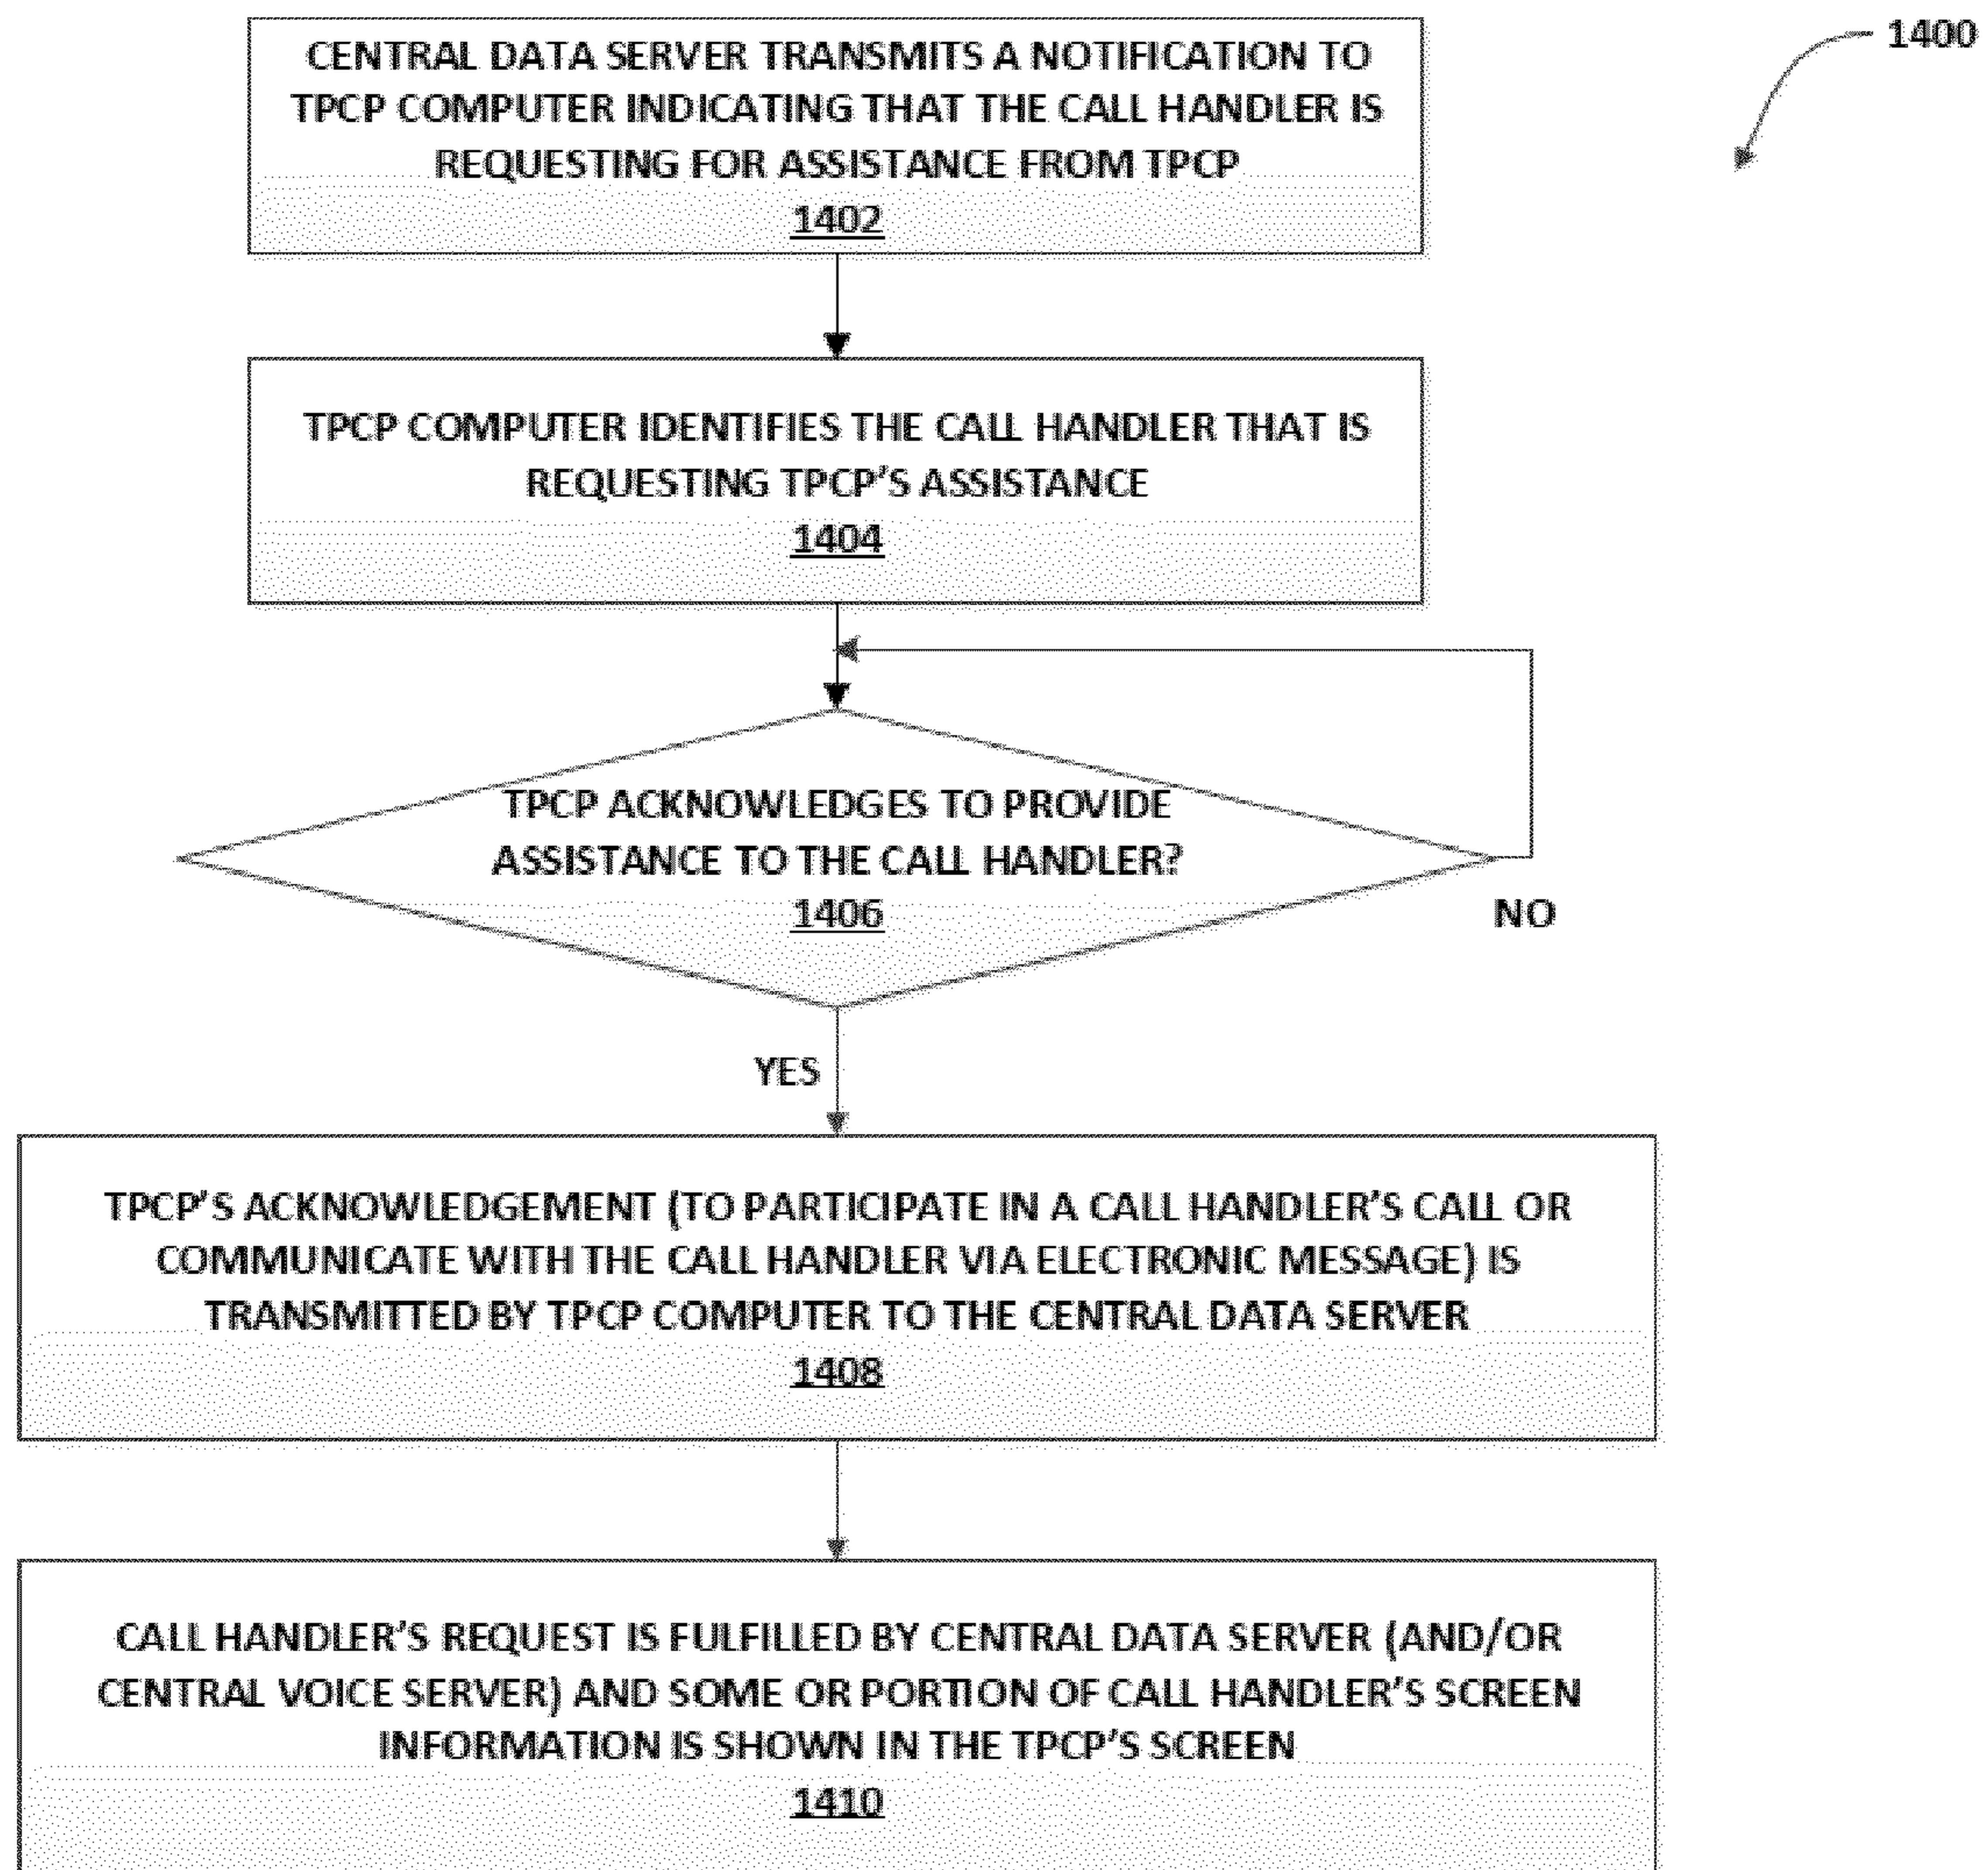 1400
CENTRAL DATA SERVER TRANSMITS A NOTIFICATION TO
TPCP COMPUTER INDICATING THAT THE CALL HANDLER IS
REQUESTING FOR ASSISTANCE FROM TPCP
1402
TPCP COMPUTER IDENTIFIES THE CALL HANDLER THAT IS
REQUESTING TPCP'S ASSISTANCE
1404
TPCP ACKNOWLEDGES TO PROVIDE
ASSISTANCE TO THE CALL HANDLER?
1406
NO
YES
TPCP'S ACKNOWLEDGEMENT (TO PARTICIPATE IN A CALL HANDLER'S CALL OR
COMMUNICATE WITH THE CALL HANDLER VIA ELECTRONIC MESSAGE) IS
TRANSMITTED BY TPCP COMPUTER TO THE CENTRAL DATA SERVER
1408
CALL HANDLER'S REQUEST IS FULFILLED BY CENTRAL DATA SERVER (AND/OR
CENTRAL VOICE SERVER) AND SOME OR PORTION OF CALL HANDLER'S SCREEN
INFORMATION IS SHOWN IN THE TPCP'S SCREEN
1410